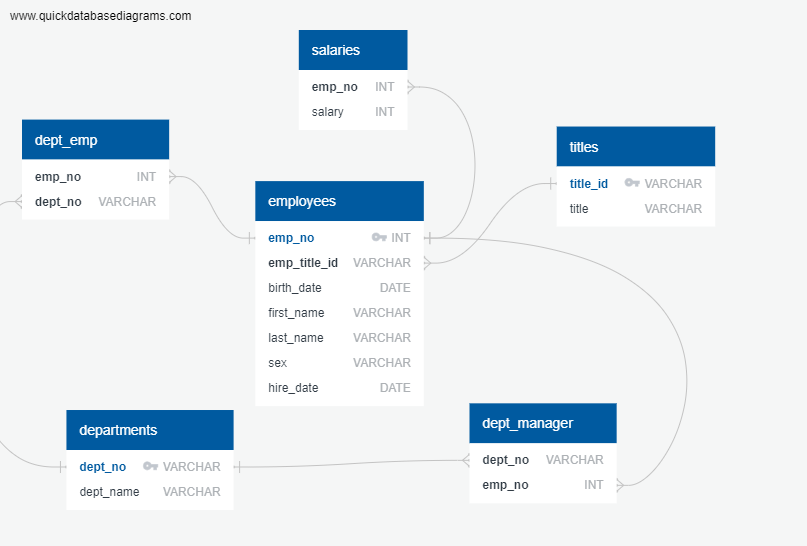 www.quickdatabasediagrams.com
salaries
emp_no INT
salary INT
dept_emp
emp_no INT
dept_no VARCHAR
titles
title_id VARCHAR
title VARCHAR
employees
emp_no INT
emp_title_id VARCHAR
birth_date DATE
first_name VARCHAR
last_name VARCHAR
sex VARCHAR
hire_date DATE
departments
dept_no VARCHAR
dept_name VARCHAR
dept_manager
dept_no VARCHAR
emp_no INT